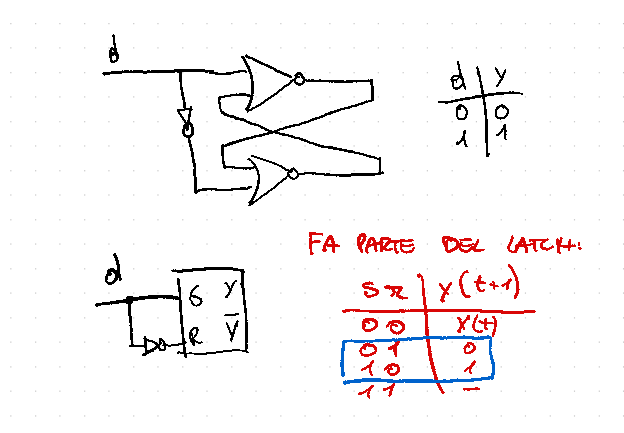 d
d y
0 0
1 1
FA PARTE DEL LATCH:
d
S Y
R Y̅
S R Y(t+1)
0 0 Y(t)
0 1 0
1 0 1
1 1 –